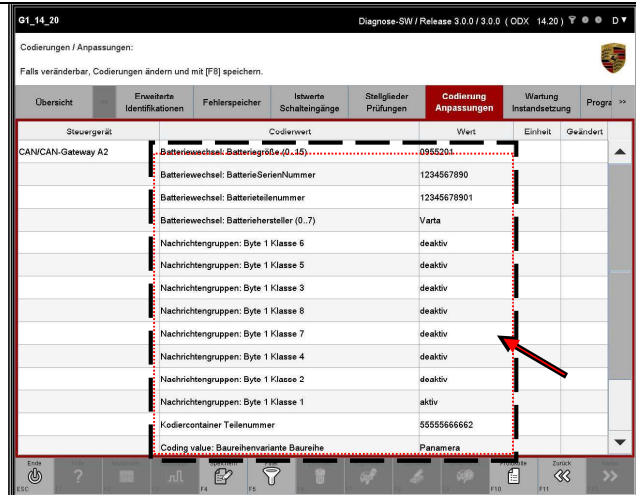 G1_14_20
Diagnose-SW / Release 3.0.0 / 3.0.0 ( ODX 14.20 ) D
Codierungen / Anpassungen:
Falls veränderbar, Codierungen ändern und mit [F8] speichern.
Übersicht
Erweiterte Identifikationen
Fehlerspeicher
Istwerte Schalteingänge
Stellglieder Prüfungen
Codierung Anpassungen
Wartung Instandsetzung
Progra >>
Steuergerät Codierwert Wert Einheit Geändert
CAN/CAN-Gateway A2 Batteriewechsel: Batteriegröße (0..15) 0955201
Batteriewechsel: BatterieSerienNummer 1234567890
Batteriewechsel: Batterieteilenummer 12345678901
Batteriewechsel: Batteriehersteller (0..7) Varta
Nachrichtengruppen: Byte 1 Klasse 6 deaktiv
Nachrichtengruppen: Byte 1 Klasse 5 deaktiv
Nachrichtengruppen: Byte 1 Klasse 3 deaktiv
Nachrichtengruppen: Byte 1 Klasse 8 deaktiv
Nachrichtengruppen: Byte 1 Klasse 7 deaktiv
Nachrichtengruppen: Byte 1 Klasse 4 deaktiv
Nachrichtengruppen: Byte 1 Klasse 2 deaktiv
Nachrichtengruppen: Byte 1 Klasse 1 aktiv
Kodiercontainer Teilenummer 55555666662
Coding value: Baureihenvariante Baureihe Panamera
Ende Zurück
ESC F4 F5 F10 F11